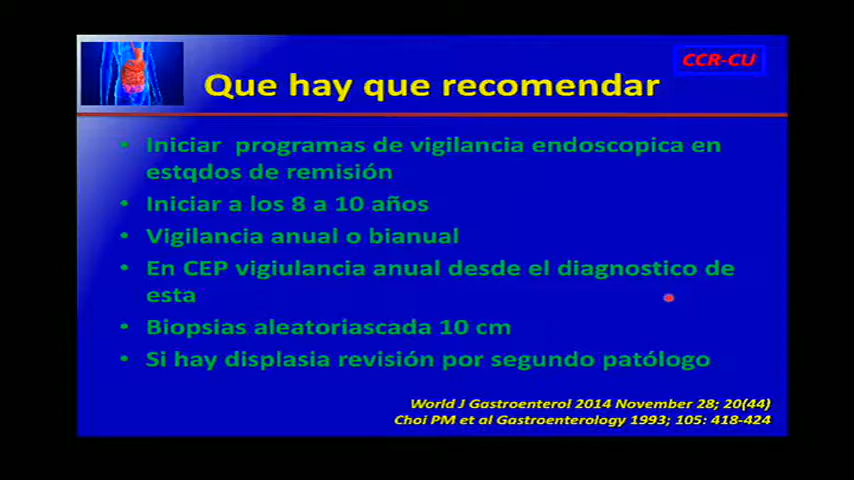 CCR-CU
Que hay que recomendar
• Iniciar programas de vigilancia endoscopica en
estqdos de remisión
• Iniciar a los 8 a 10 años
• Vigilancia anual o bianual
• En CEP vigiulancia anual desde el diagnostico de
esta
• Biopsias aleatoriascada 10 cm
• Si hay displasia revisión por segundo patólogo
World J Gastroenterol 2014 November 28; 20(44)
Choi PM et al Gastroenterology 1993; 105: 418-424